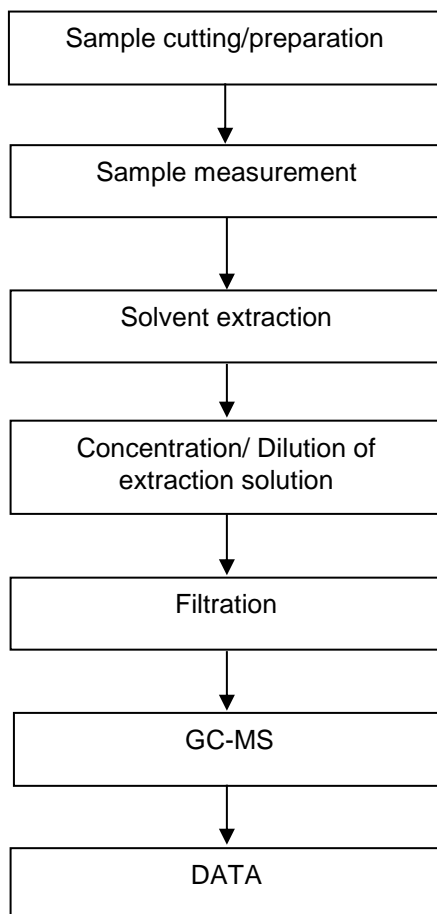 Sample cutting/preparation
Sample measurement
Solvent extraction
Concentration/ Dilution of
extraction solution
Filtration
GC-MS
DATA